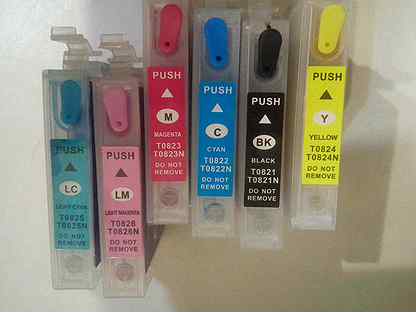 PUSH
LC
LIGHT CYAN
T0825
T0825N
DO NOT
REMOVE
PUSH
LM
LIGHT MAGENTA
T0826
T0826N
DO NOT
REMOVE
PUSH
M
MAGENTA
T0823
T0823N
DO NOT
REMOVE
PUSH
C
CYAN
T0822
T0822N
DO NOT
REMOVE
PUSH
BK
BLACK
T0821
T0821N
DO NOT
REMOVE
PUSH
Y
YELLOW
T0824
T0824N
DO NOT
REMOVE